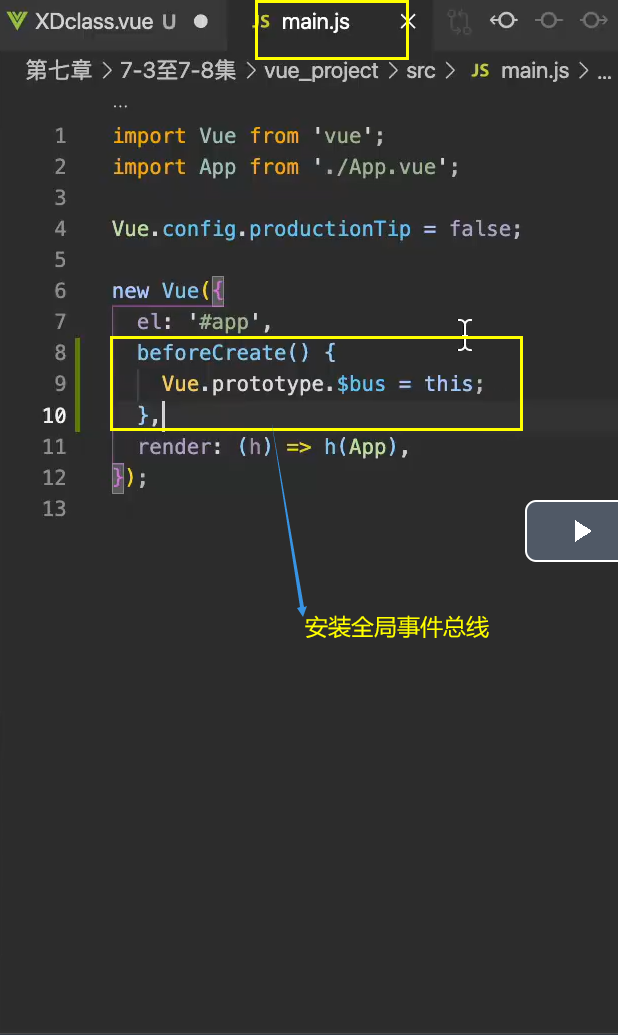 XDclass.vue U
JS main.js
第七章 > 7-3至7-8集 > vue_project > src > JS main.js > ...
...
1 import Vue from 'vue';
2 import App from './App.vue';
3
4 Vue.config.productionTip = false;
5
6 new Vue({
7 el: '#app',
8 beforeCreate() {
9 Vue.prototype.$bus = this;
10 },
11 render: (h) => h(App),
12 });
13
安装全局事件总线